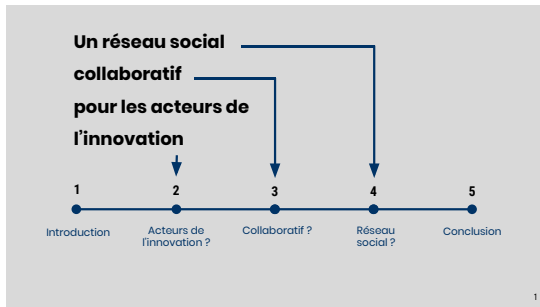 Un réseau social
collaboratif
pour les acteurs de
l'innovation
1
2
3
4
5
Introduction
Acteurs de
l'innovation ?
Collaboratif ?
Réseau
social ?
Conclusion
1